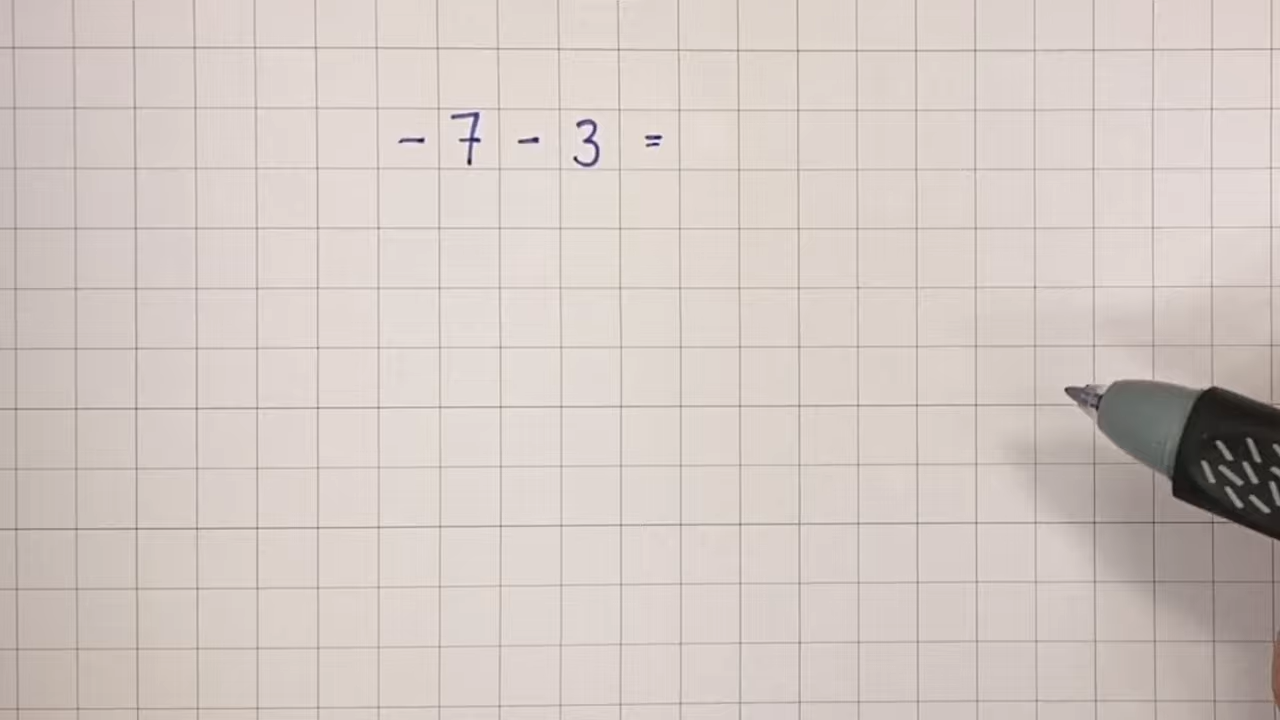 - 7 - 3 =